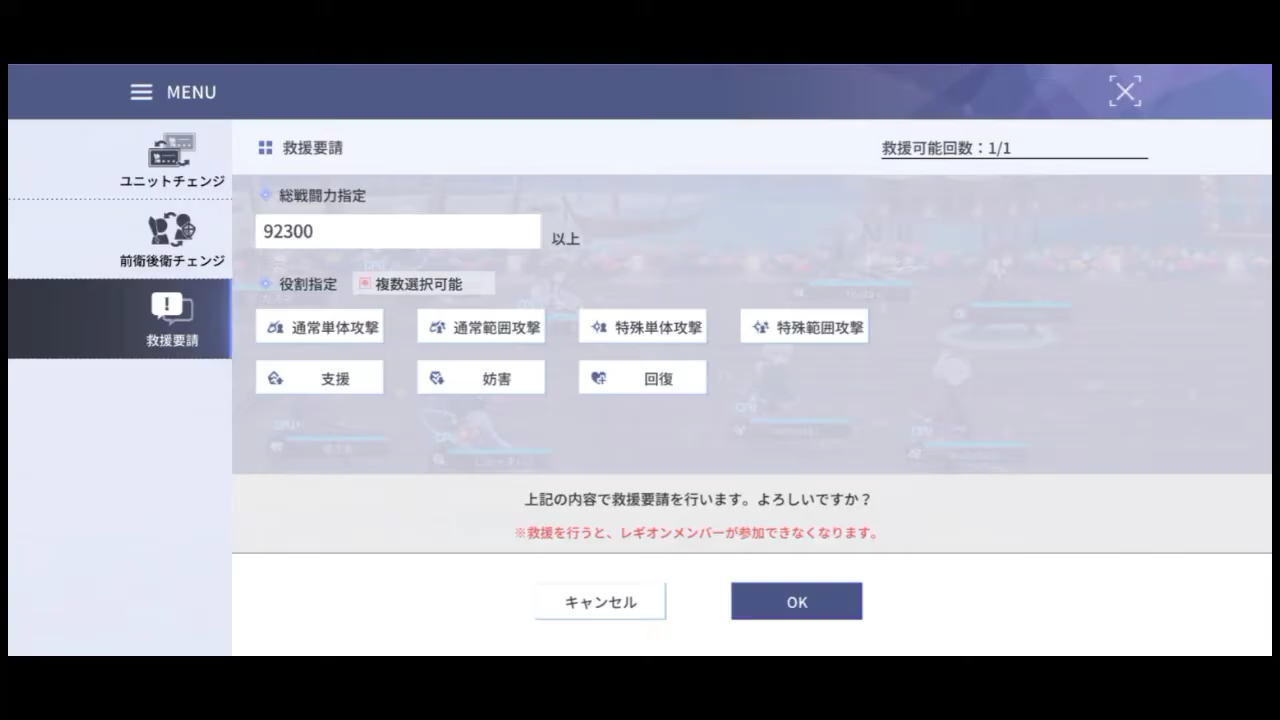 MENU
ユニットチェンジ
前衛後衛チェンジ
救援要請
救援要請
救援可能回数：1/1
総戦闘力指定
92300
以上
役割指定
複数選択可能
通常単体攻撃
通常範囲攻撃
特殊単体攻撃
特殊範囲攻撃
支援
妨害
回復
上記の内容で救援要請を行います。よろしいですか？
※救援を行うと、レギオンメンバーが参加できなくなります。
キャンセル
OK